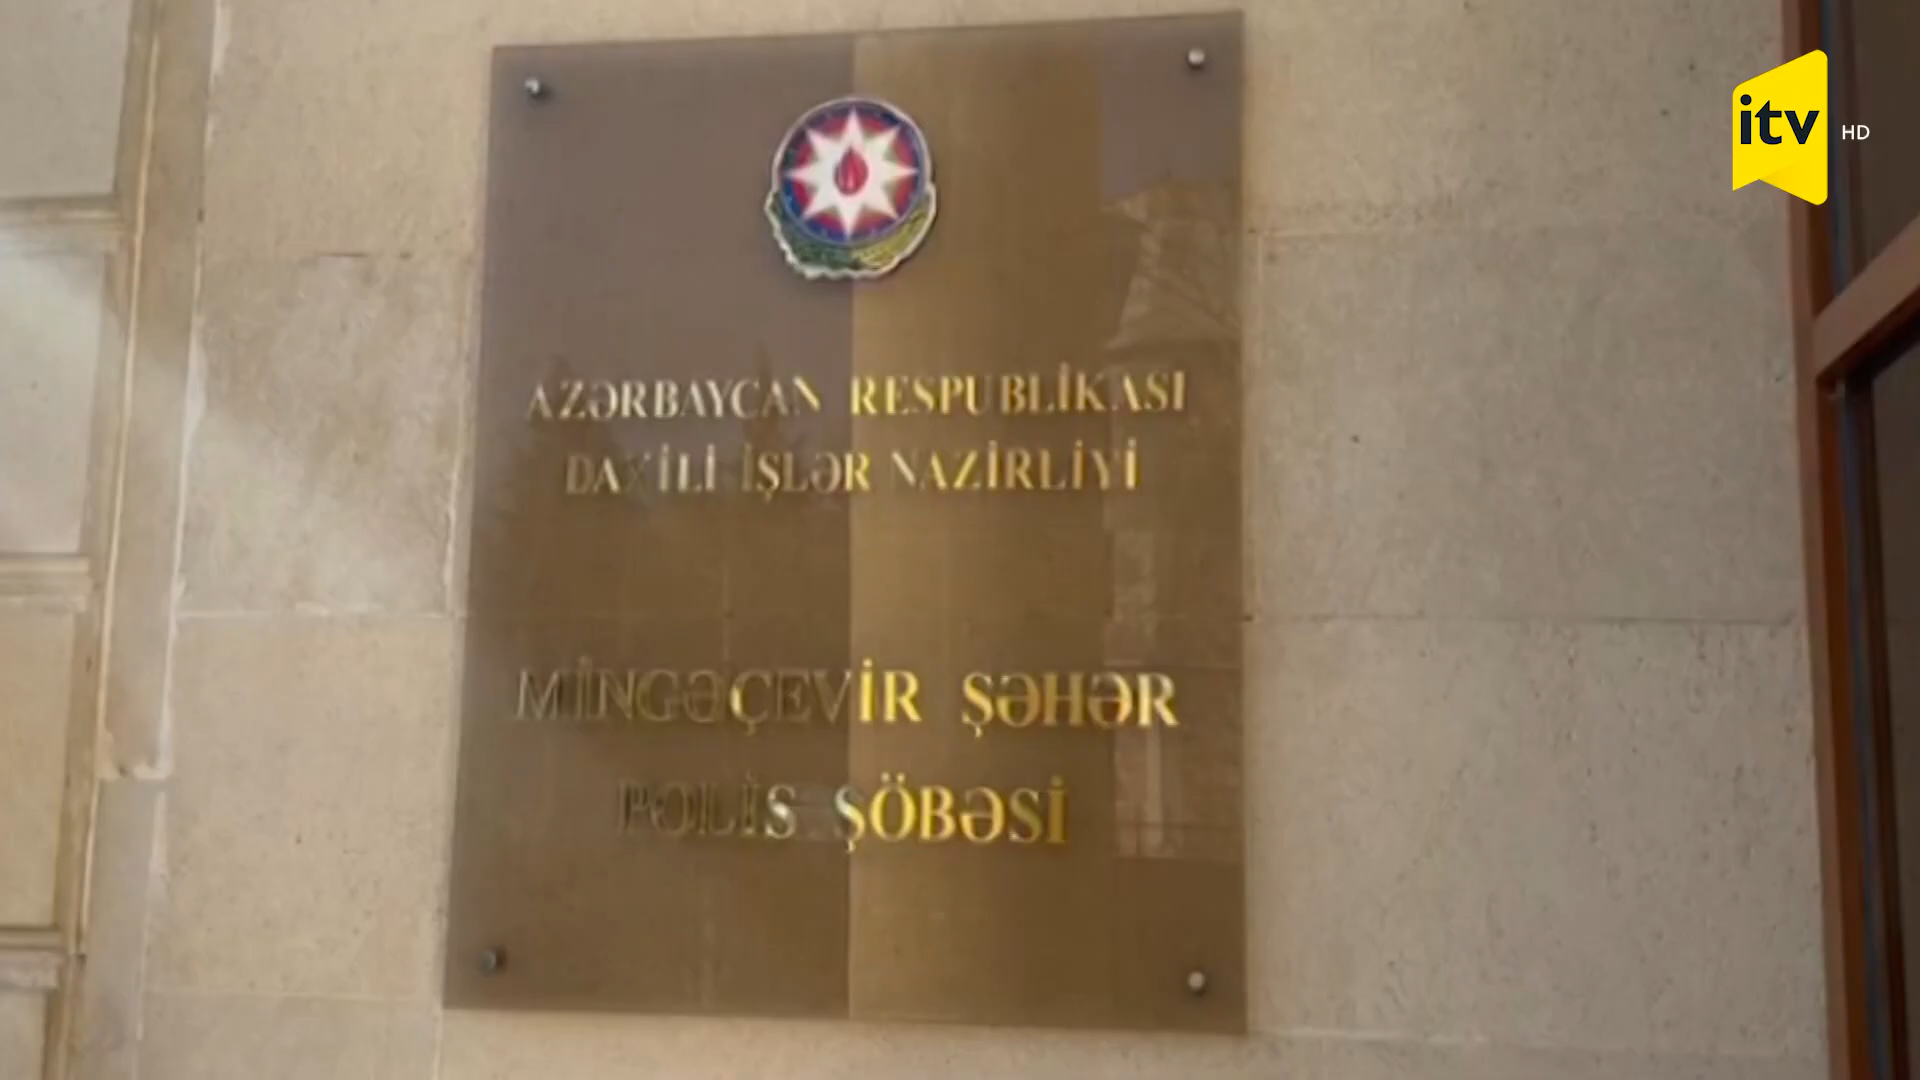 itv HD
AZƏRBAYCAN RESPUBLİKASI
DAXİLİ İŞLƏR NAZİRLİYİ
MİNGƏÇEVİR ŞƏHƏR
POLİS ŞÖBƏSİ